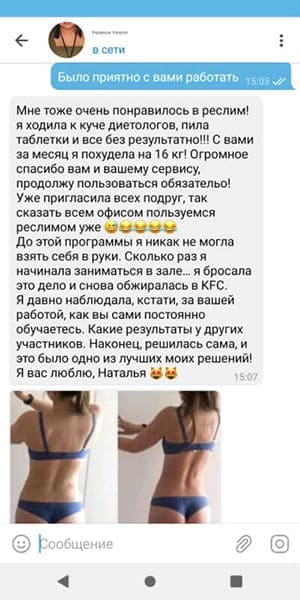 в сети
Было приятно с вами работать
15:03
Мне тоже очень понравилось в реслим!
я ходила к куче диетологов, пила
таблетки и все без результатно!!! С вами
за месяц я похудела на 16 кг! Огромное
спасибо вам и вашему сервису,
продолжу пользоваться обязательо!
Уже пригласила всех подруг, так
сказать всем офисом пользуемся
реслимом уже 😅😂😂😂😂
До этой программы я никак не могла
взять себя в руки. Сколько раз я
начинала заниматься в зале... я бросала
это дело и снова обжиралась в KFC.
Я давно наблюдала, кстати, за вашей
работой, как вы сами постоянно
обучаетесь. Какие результаты у других
участников. Наконец, решилась сама, и
это было одно из лучших моих решений!
Я вас люблю, Наталья 😻😻
15:07
Сообщение